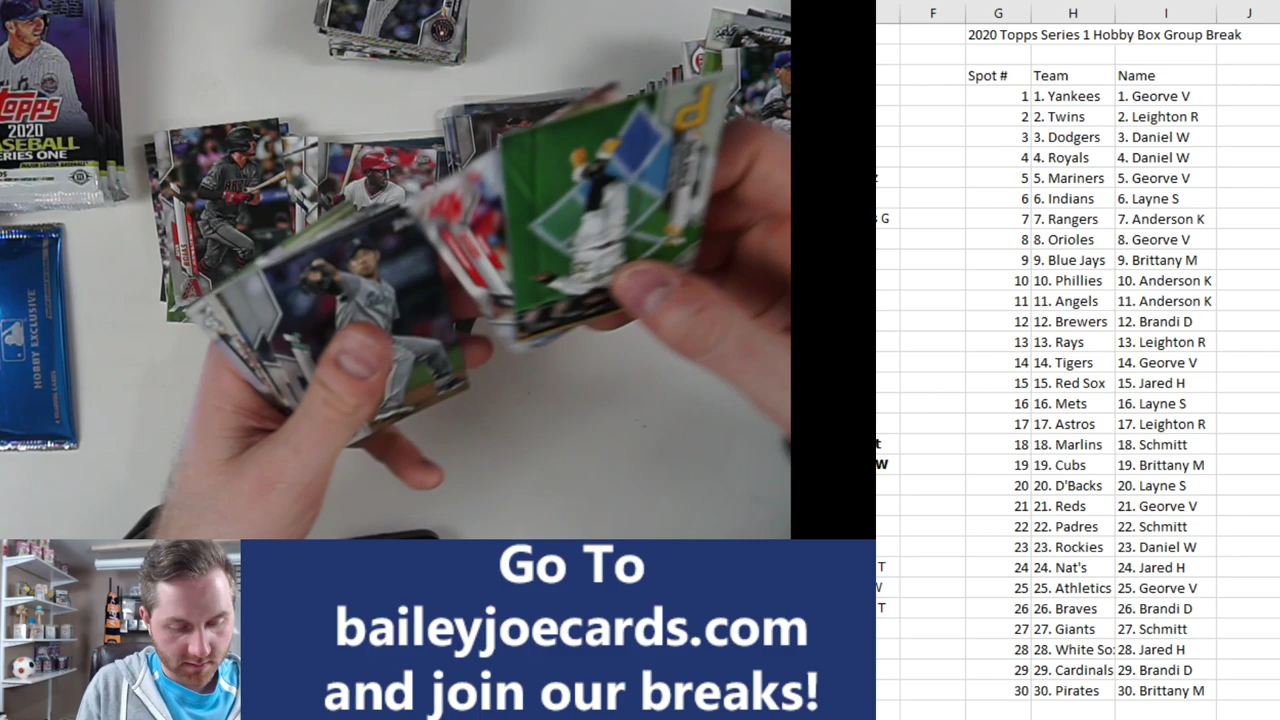 topps
2020
BASEBALL
SERIES ONE
HOBBY EXCLUSIVE
Go To
baileyjoecards.com
and join our breaks!
F G H I J
2020 Topps Series 1 Hobby Box Group Break
Spot # Team Name
1 1. Yankees 1. Georve V
2 2. Twins 2. Leighton R
3 3. Dodgers 3. Daniel W
4 4. Royals 4. Daniel W
5 5. Mariners 5. Georve V
6 6. Indians 6. Layne S
G 7 7. Rangers 7. Anderson K
8 8. Orioles 8. Georve V
9 9. Blue Jays 9. Brittany M
10 10. Phillies 10. Anderson K
11 11. Angels 11. Anderson K
12 12. Brewers 12. Brandi D
13 13. Rays 13. Leighton R
14 14. Tigers 14. Georve V
15 15. Red Sox 15. Jared H
16 16. Mets 16. Layne S
17 17. Astros 17. Leighton R
t 18 18. Marlins 18. Schmitt
W 19 19. Cubs 19. Brittany M
20 20. D'Backs 20. Layne S
21 21. Reds 21. Georve V
22 22. Padres 22. Schmitt
23 23. Rockies 23. Daniel W
T 24 24. Nat's 24. Jared H
25 25. Athletics 25. Georve V
T 26 26. Braves 26. Brandi D
27 27. Giants 27. Schmitt
28 28. White So 28. Jared H
29 29. Cardinals 29. Brandi D
30 30. Pirates 30. Brittany M